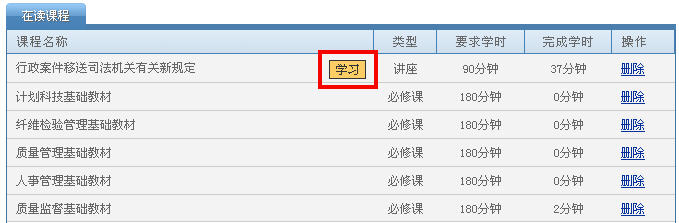 在读课程
课程名称 类型 要求学时 完成学时 操作
行政案件移送司法机关有关新规定 学习 讲座 90分钟 37分钟 删除
计划科技基础教材 必修课 180分钟 0分钟 删除
纤维检验管理基础教材 必修课 180分钟 0分钟 删除
质量管理基础教材 必修课 180分钟 0分钟 删除
人事管理基础教材 必修课 180分钟 0分钟 删除
质量监督基础教材 必修课 180分钟 2分钟 删除